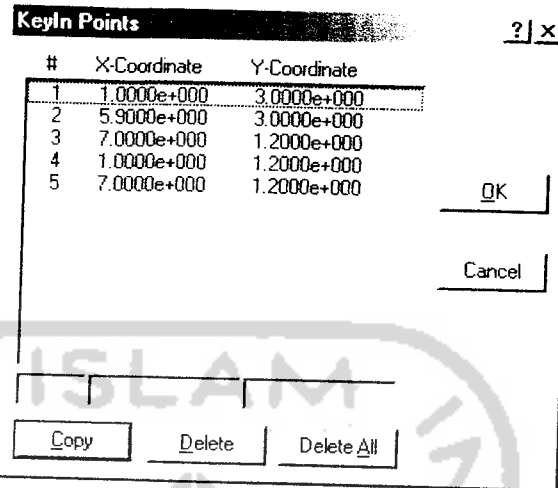 KeyIn Points ? ×
# X-Coordinate Y-Coordinate
1 1.0000e+000 3.0000e+000
2 5.9000e+000 3.0000e+000
3 7.0000e+000 1.2000e+000
4 1.0000e+000 1.2000e+000
5 7.0000e+000 1.2000e+000
OK
Cancel
ISLAM
Copy Delete Delete All